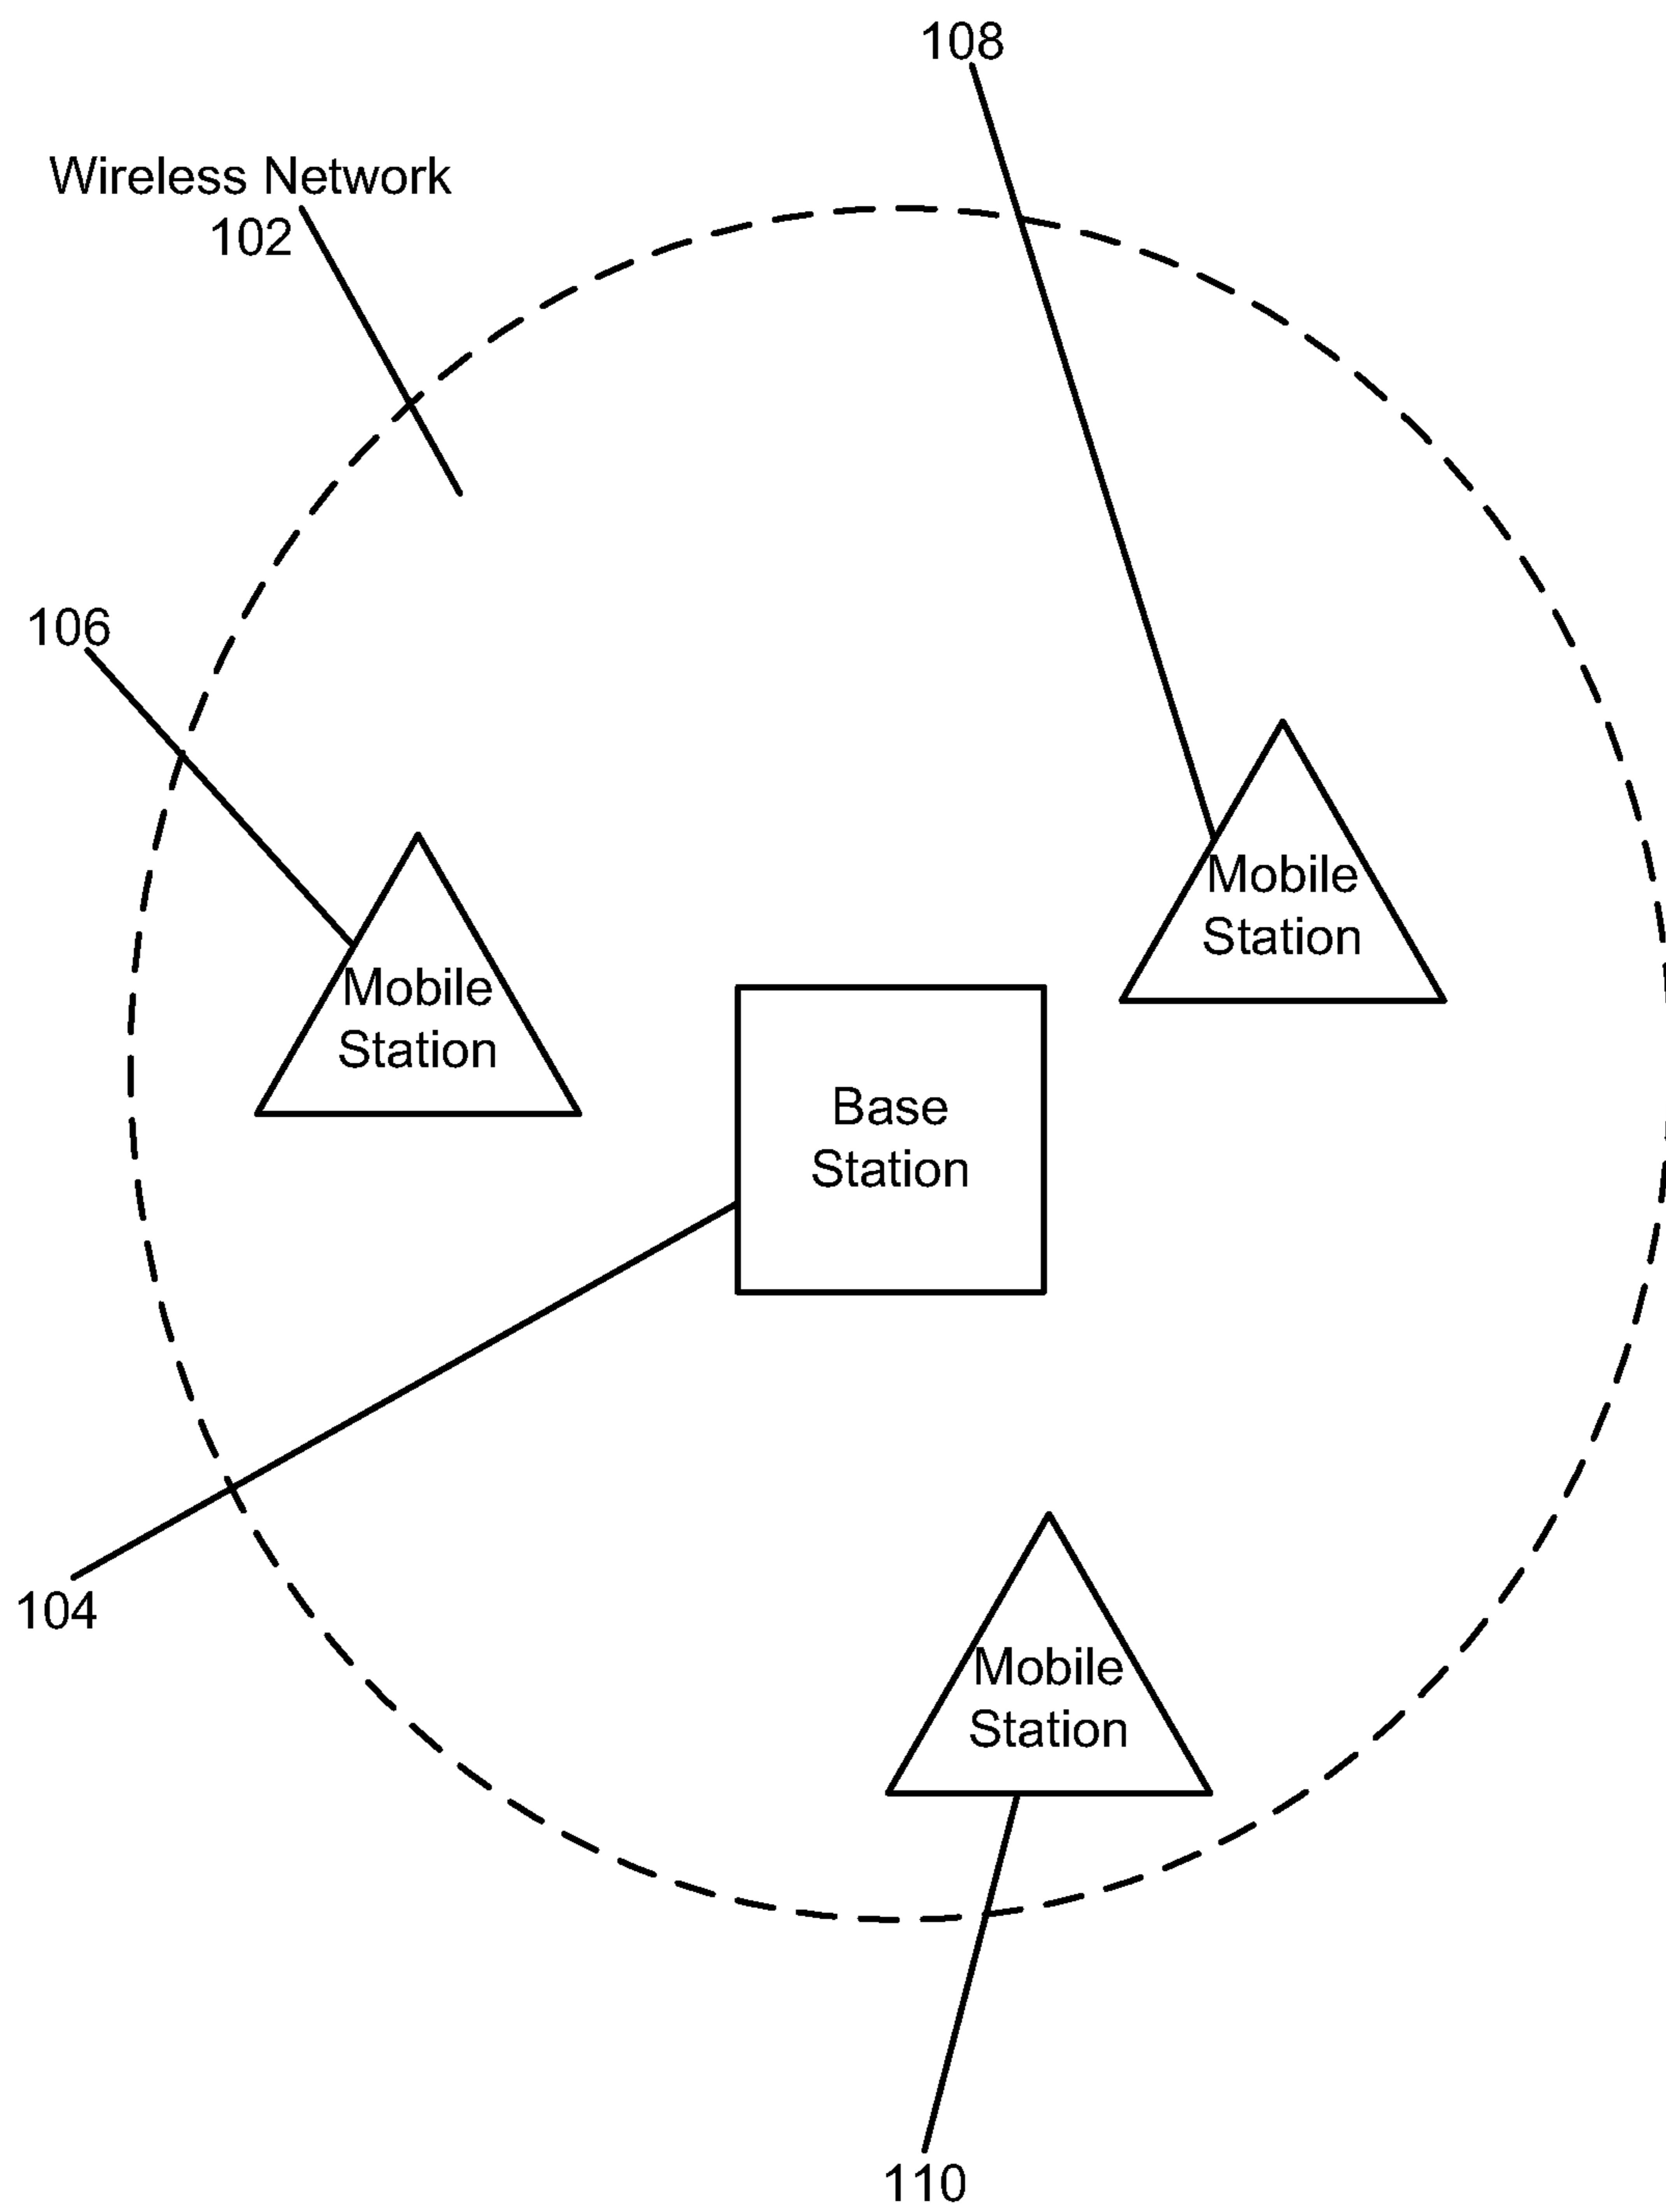 108
Wireless Network
102
106
Mobile
Station
Mobile
Station
Base
Station
104
Mobile
Station
110